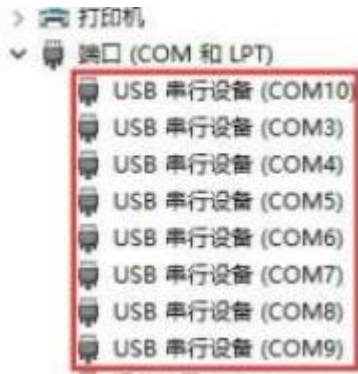 打印机
端口 (COM 和 LPT)
USB 串行设备 (COM10)
USB 串行设备 (COM3)
USB 串行设备 (COM4)
USB 串行设备 (COM5)
USB 串行设备 (COM6)
USB 串行设备 (COM7)
USB 串行设备 (COM8)
USB 串行设备 (COM9)